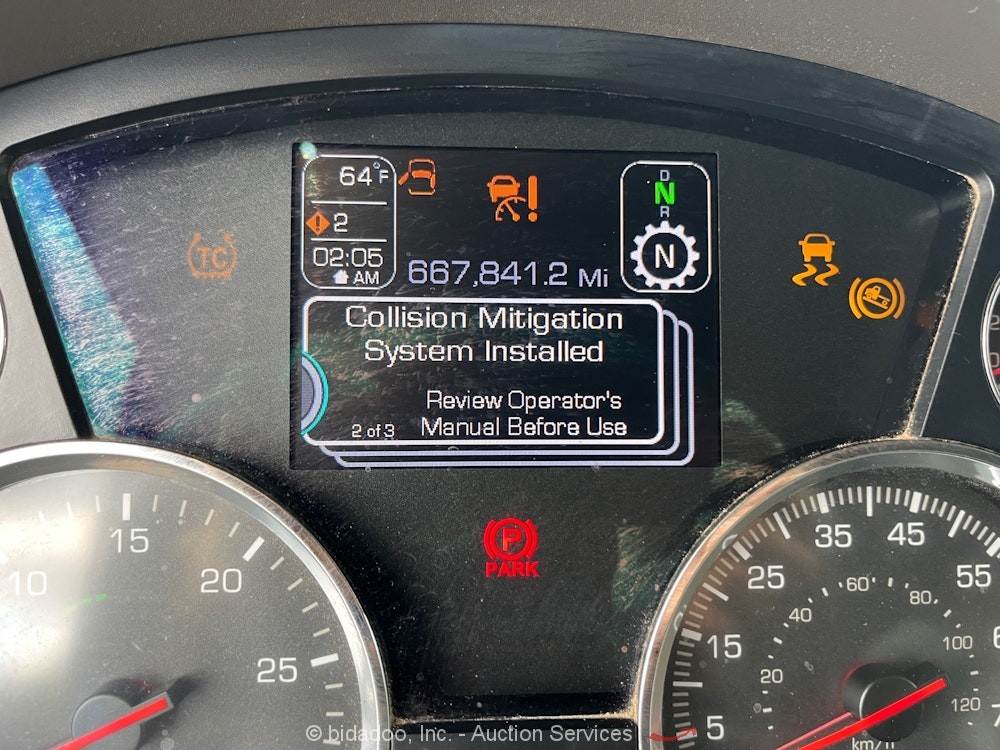 64°F
2
02:05
AM
667,841.2 Mi
D
N
R
N
TC
Collision Mitigation
System Installed
Review Operator's
2 of 3 Manual Before Use
P
PARK
10
15
20
25
5
15
25
35
45
55
20
40
60
80
100
120
km/h
© bidadoo, Inc. - Auction Services